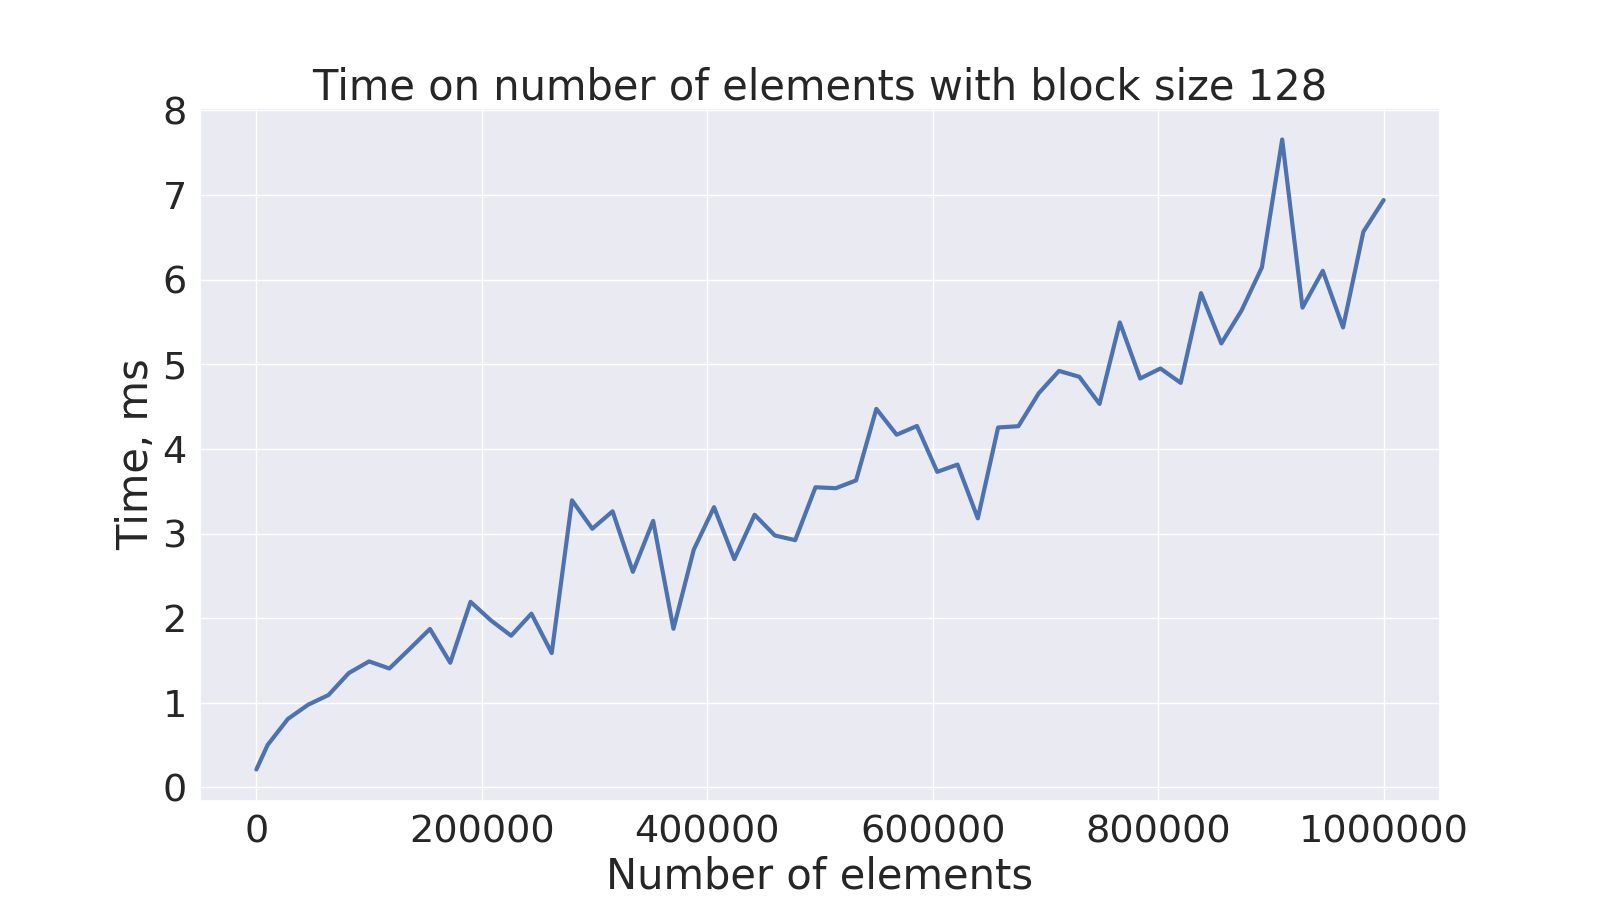 Time on number of elements with block size 128
8
7
6
5
4
3
2
1
0
Time, ms
0 200000 400000 600000 800000 1000000
Number of elements